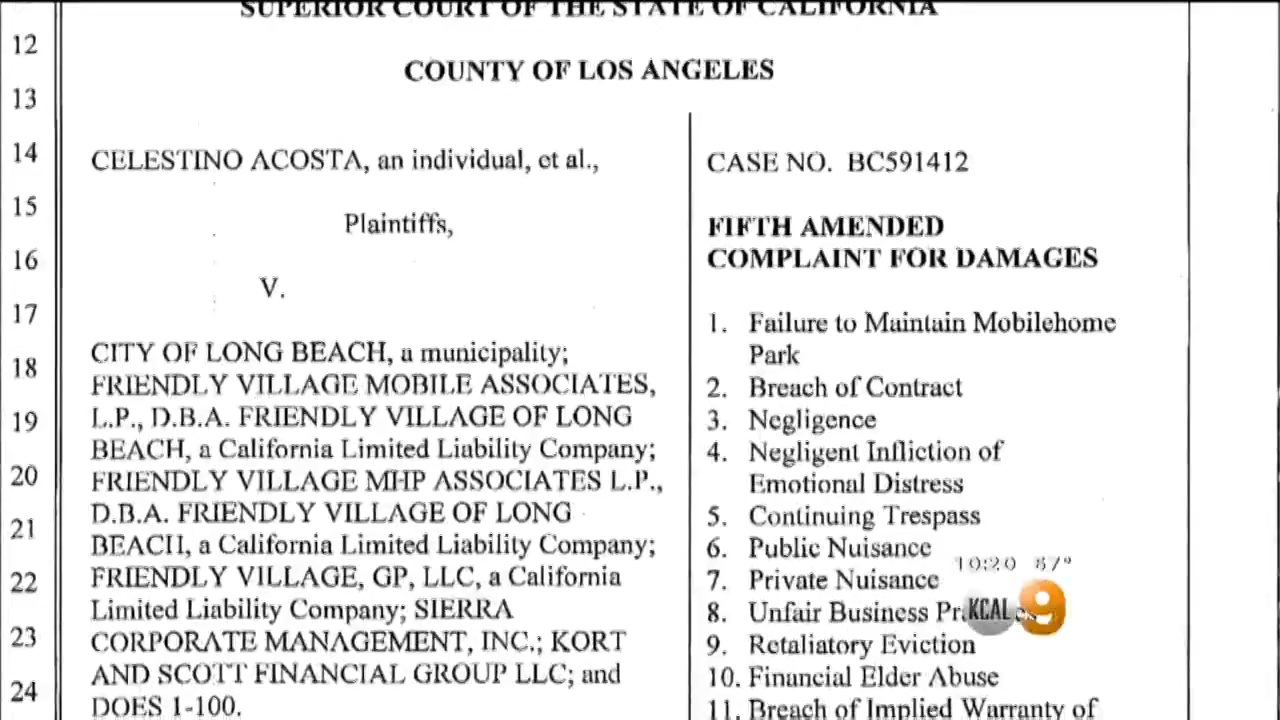 SUPERIOR COURT OF THE STATE OF CALIFORNIA
12
COUNTY OF LOS ANGELES
13
14
CELESTINO ACOSTA, an individual, et al.,
15
Plaintiffs,
16
V.
17
CITY OF LONG BEACH, a municipality;
18
FRIENDLY VILLAGE MOBILE ASSOCIATES,
19
L.P., D.B.A. FRIENDLY VILLAGE OF LONG
BEACH, a California Limited Liability Company;
20
FRIENDLY VILLAGE MHP ASSOCIATES L.P.,
D.B.A. FRIENDLY VILLAGE OF LONG
21
BEACH, a California Limited Liability Company;
22
FRIENDLY VILLAGE, GP, LLC, a California
Limited Liability Company; SIERRA
23
CORPORATE MANAGEMENT, INC.; KORT
AND SCOTT FINANCIAL GROUP LLC; and
24
DOES 1-100.
CASE NO. BC591412
FIFTH AMENDED
COMPLAINT FOR DAMAGES
1. Failure to Maintain Mobilehome
Park
2. Breach of Contract
3. Negligence
4. Negligent Infliction of
Emotional Distress
5. Continuing Trespass
6. Public Nuisance
7. Private Nuisance
8. Unfair Business
9. Retaliatory Eviction
10. Financial Elder Abuse
11. Breach of Implied Warranty of
10:20 57°
KCAL 9